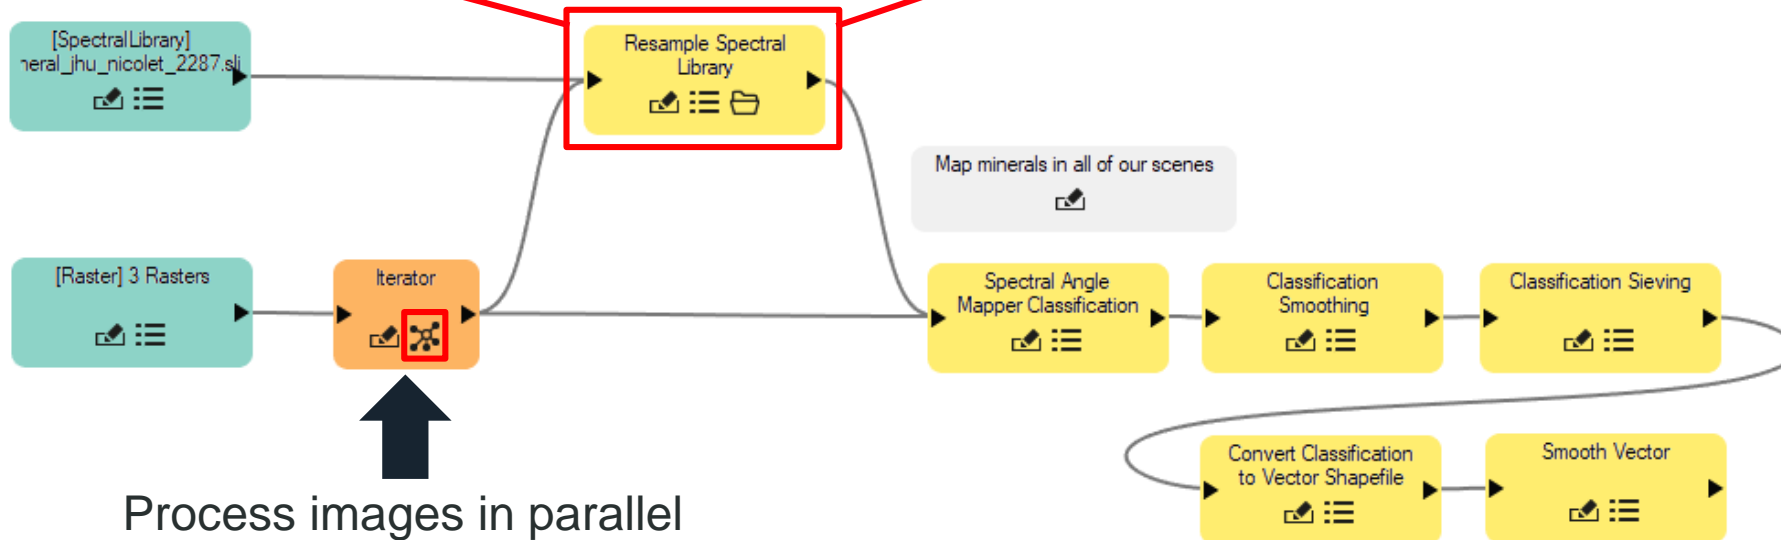 [SpectralLibrary]
neral_jhu_nicolet_2287.sli
Resample Spectral
Library
Map minerals in all of our scenes
[Raster] 3 Rasters
Iterator
Spectral Angle
Mapper Classification
Classification
Smoothing
Classification Sieving
Convert Classification
to Vector Shapefile
Smooth Vector
Process images in parallel